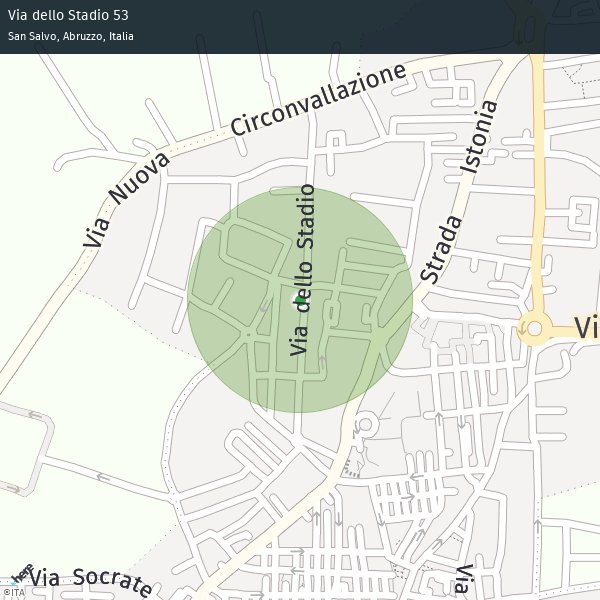 Via dello Stadio 53
San Salvo, Abruzzo, Italia
Via Nuova Circonvallazione
Strada Istonia
Via dello Stadio
Vi
Via Socrate
Via
here
©ITA